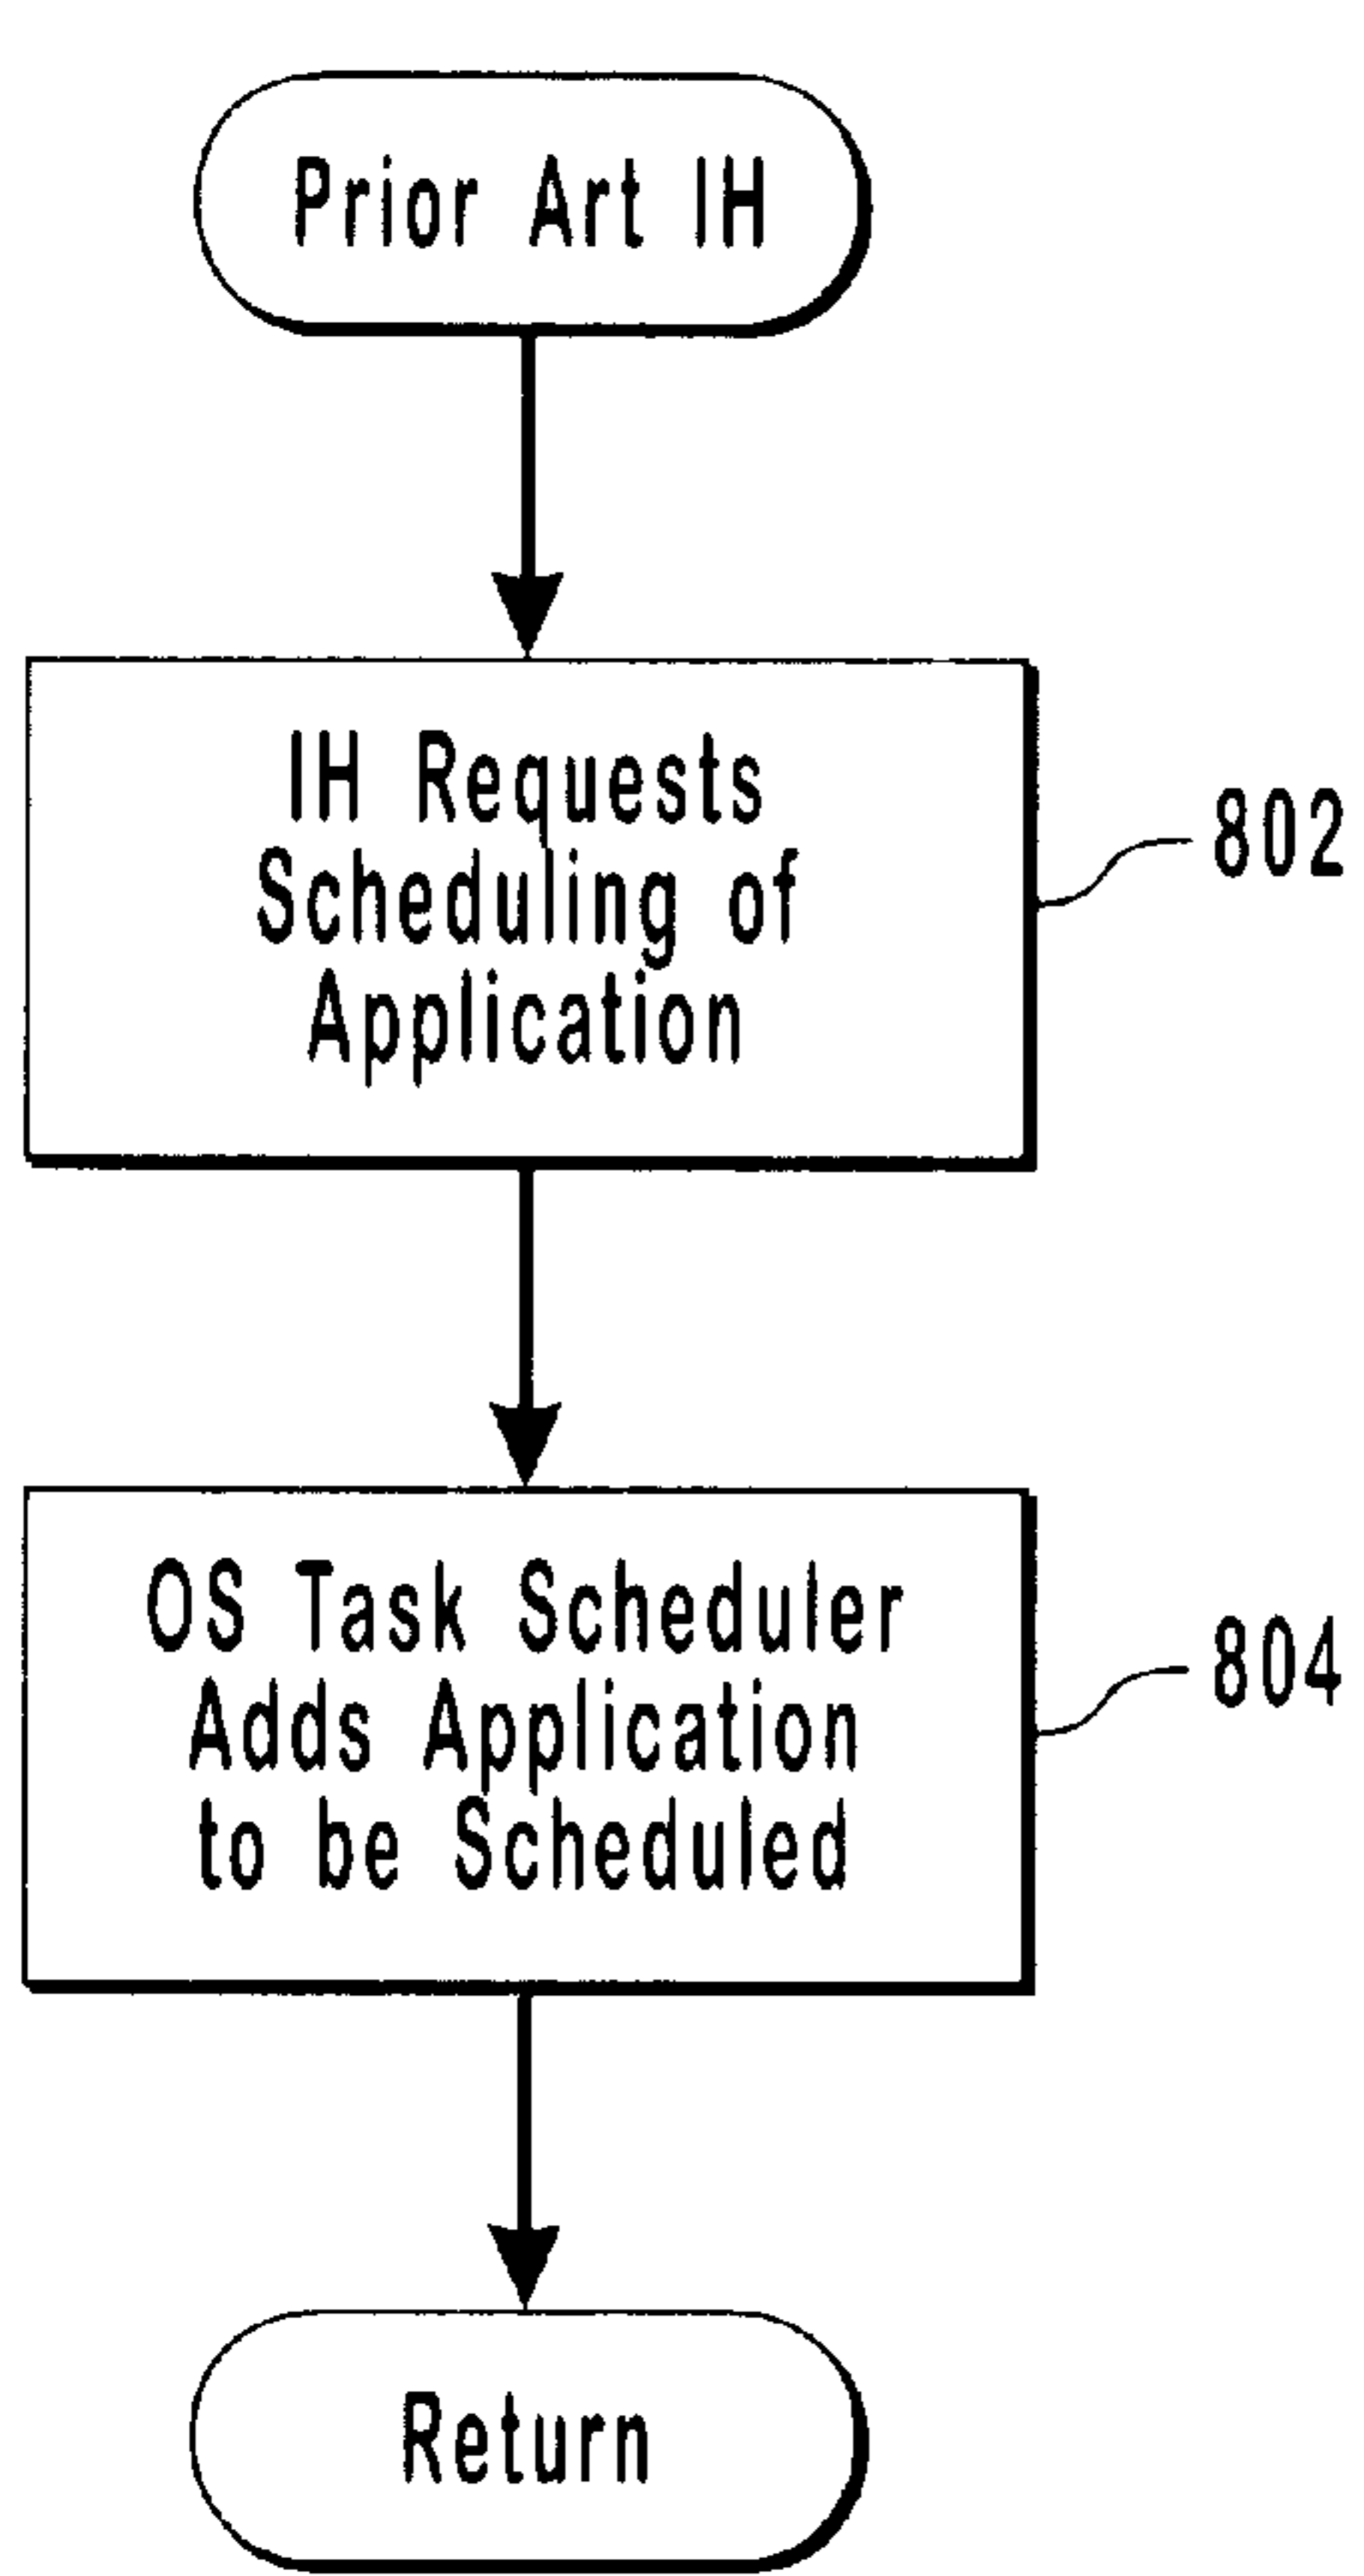 Prior Art IH
IH Requests
Scheduling of
Application
802
OS Task Scheduler
Adds Application
to be Scheduled
804
Return